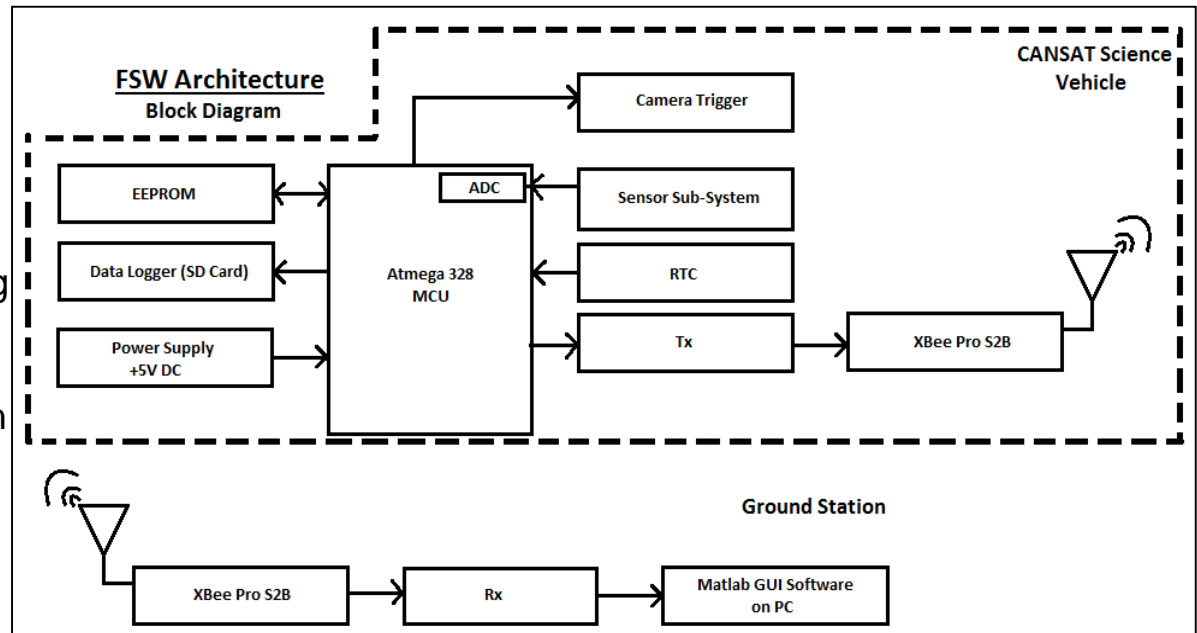 FSW Architecture
Block Diagram
CANSAT Science
Vehicle
Camera Trigger
EEPROM
ADC
Sensor Sub-System
Data Logger (SD Card)
Atmega 328
MCU
RTC
Power Supply
+5V DC
Tx
XBee Pro S2B
g
n
Ground Station
XBee Pro S2B
Rx
Matlab GUI Software
on PC